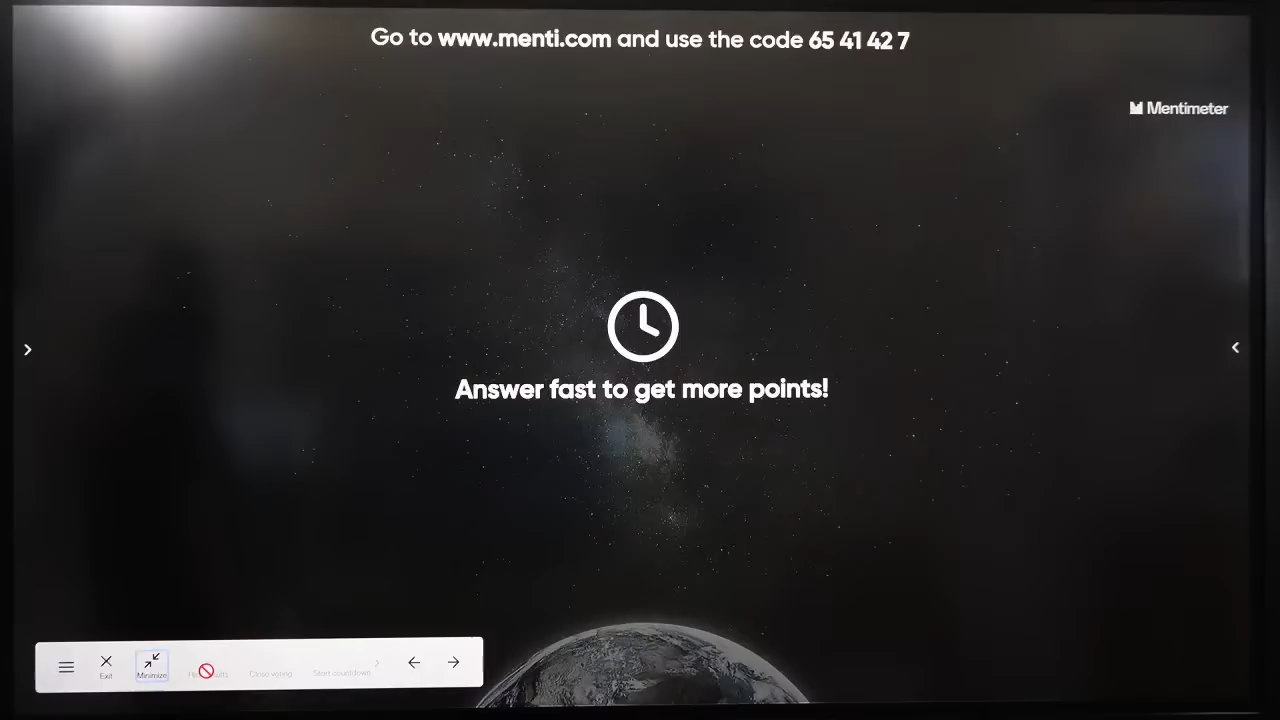 Go to www.menti.com and use the code 65 41 42 7
Mentimeter
Answer fast to get more points!
Exit
Minimize
Close voting
Start countdown